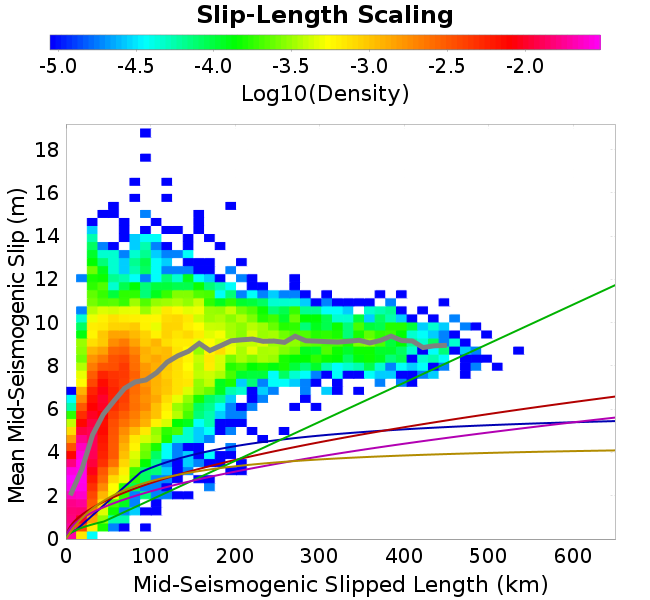 Slip-Length Scaling
-5.0 -4.5 -4.0 -3.5 -3.0 -2.5 -2.0
Log10(Density)
Mean Mid-Seismogenic Slip (m)
18
16
14
12
10
8
6
4
2
0
0 100 200 300 400 500 600
Mid-Seismogenic Slipped Length (km)